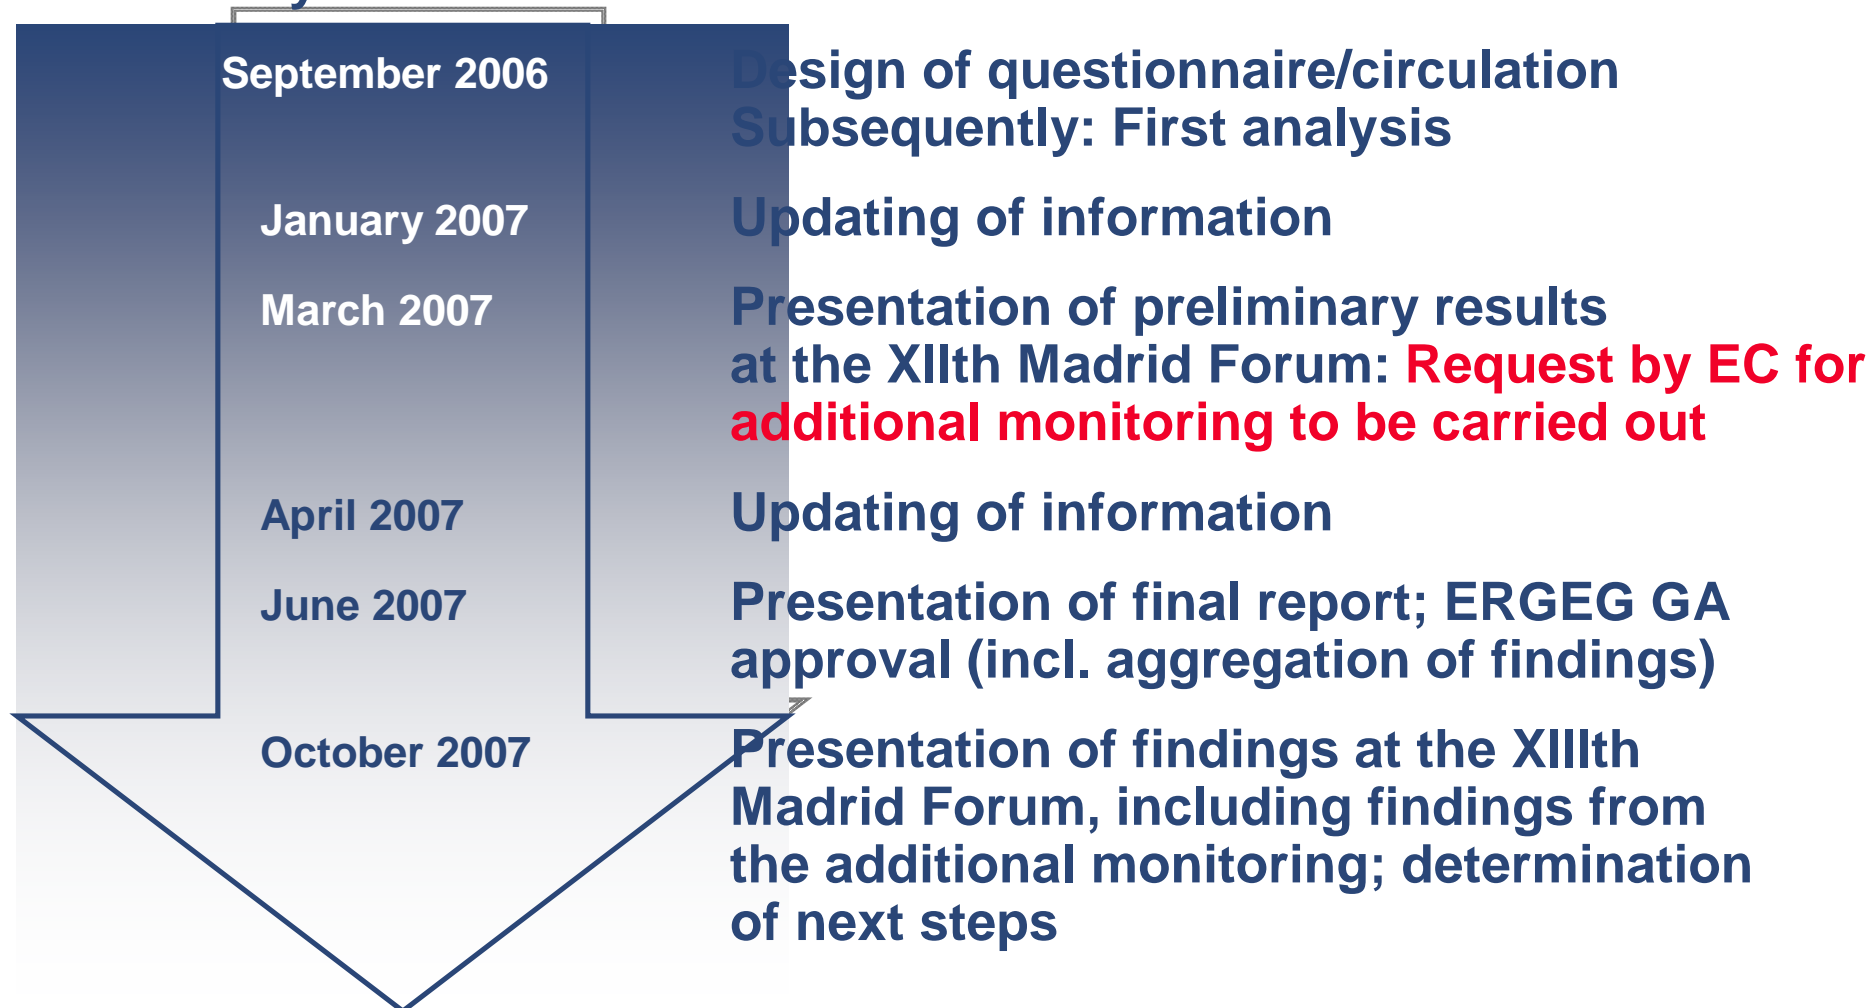 September 2006
Design of questionnaire/circulation
Subsequently: First analysis
January 2007
Updating of information
March 2007
Presentation of preliminary results
at the XIIth Madrid Forum: Request by EC for
additional monitoring to be carried out
April 2007
Updating of information
June 2007
Presentation of final report; ERGEG GA
approval (incl. aggregation of findings)
October 2007
Presentation of findings at the XIIIth
Madrid Forum, including findings from
the additional monitoring; determination
of next steps